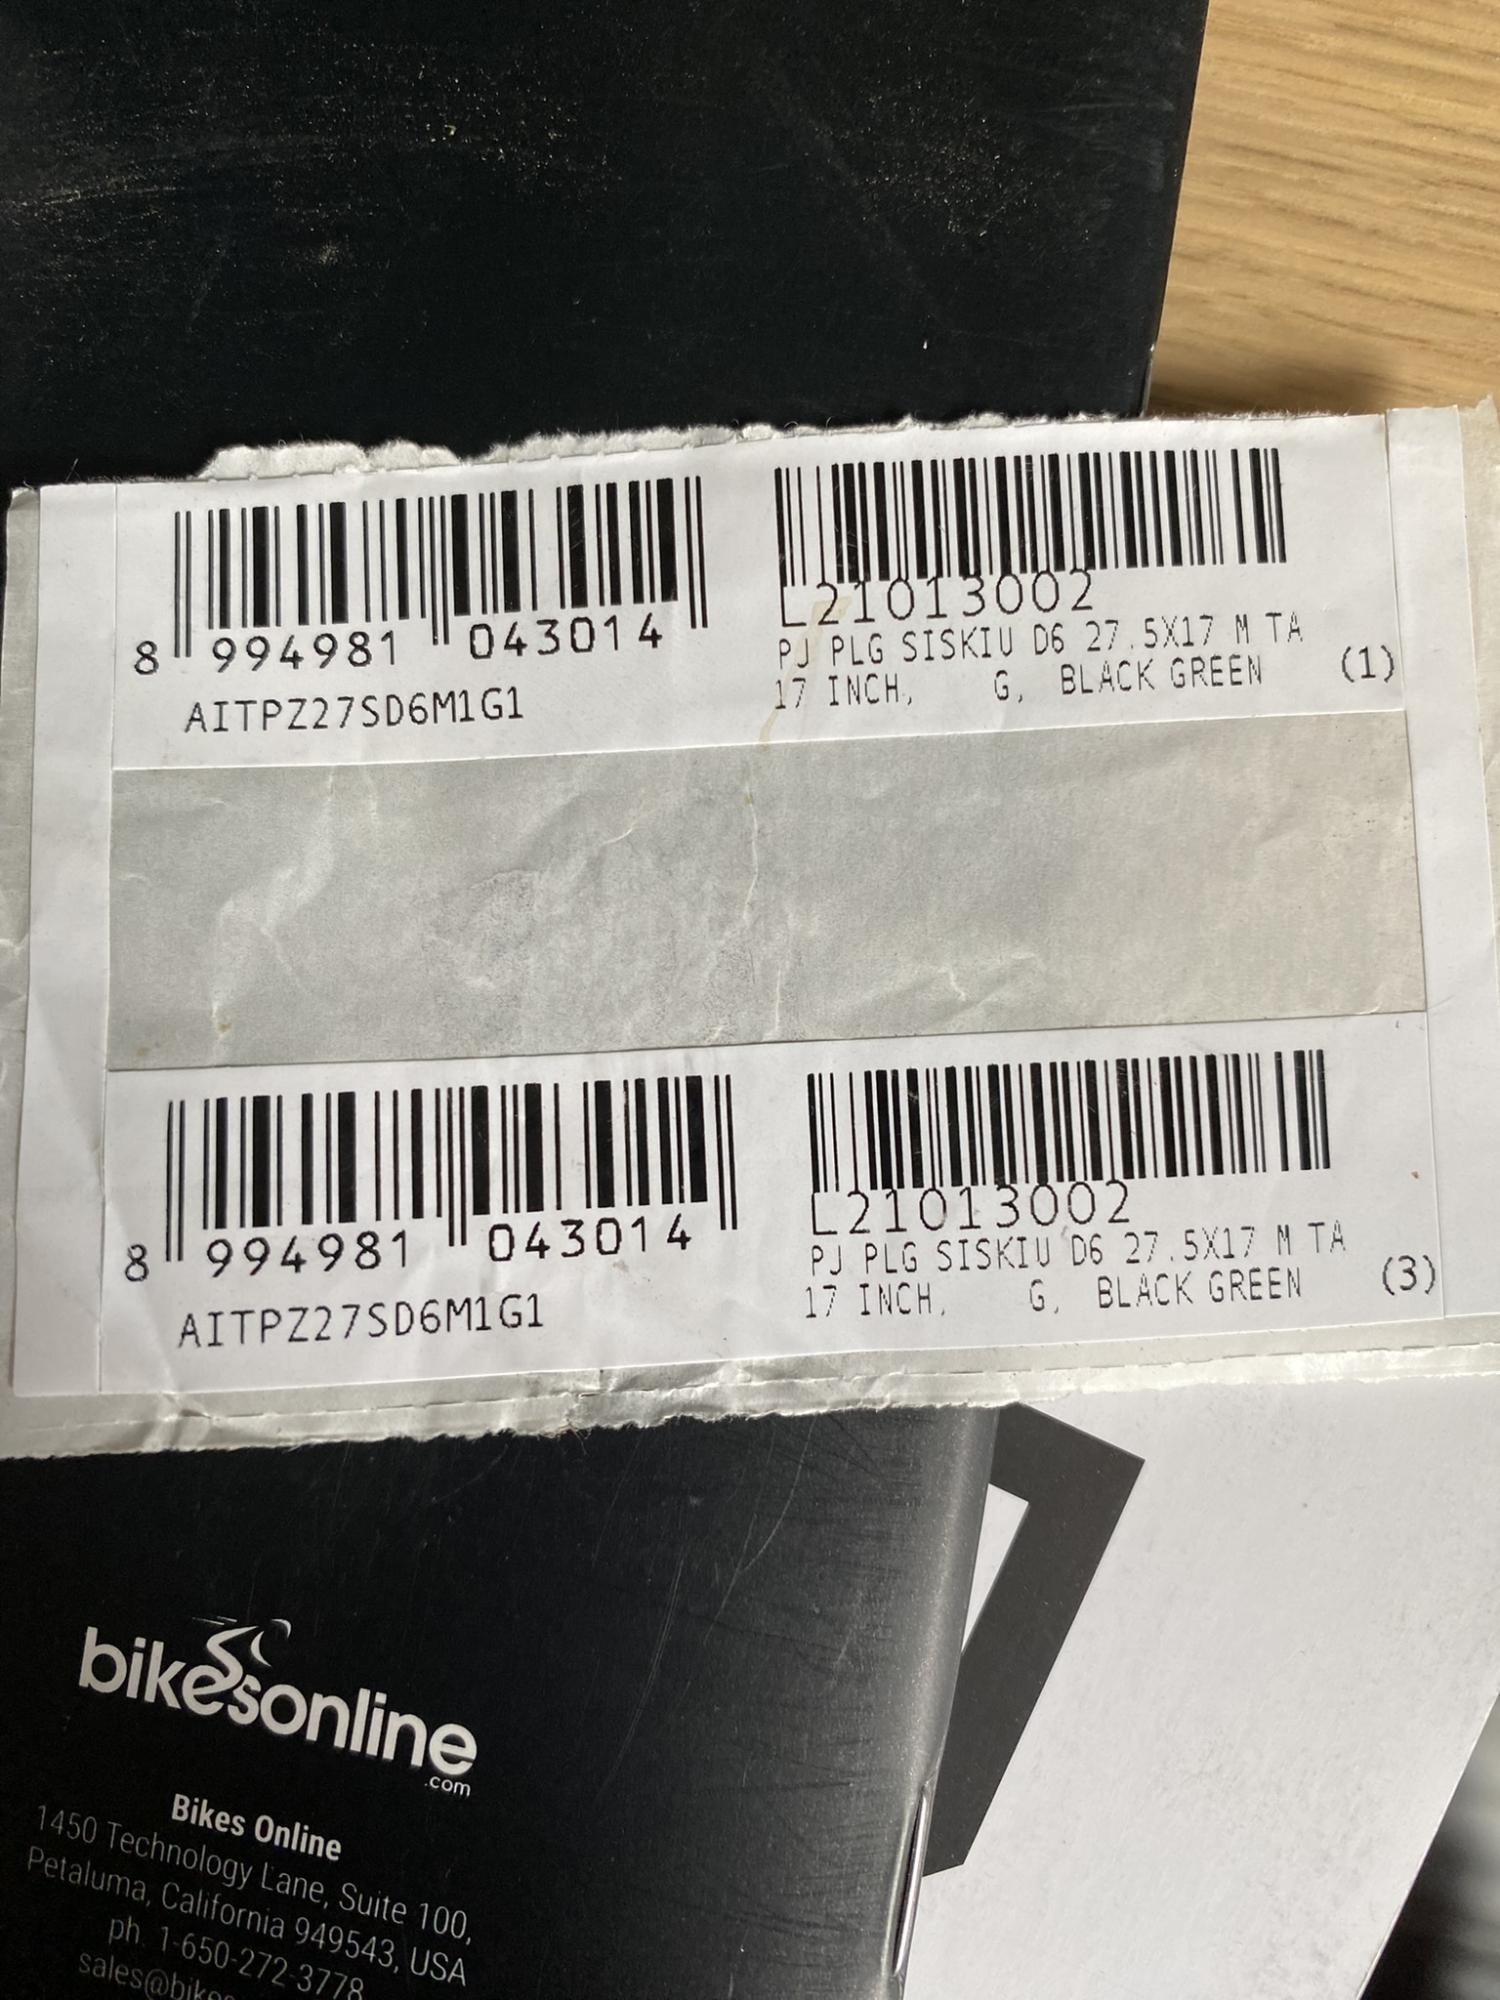 8 994981 043014
AITPZ27SD6M1G1
L21013002
PJ PLG SISKIU D6 27.5X17 M TA
17 INCH, G, BLACK GREEN (1)
8 994981 043014
AITPZ27SD6M1G1
L21013002
PJ PLG SISKIU D6 27.5X17 M TA
17 INCH, G, BLACK GREEN (3)
bikesonline
.com
Bikes Online
1450 Technology Lane, Suite 100,
Petaluma, California 949543, USA
ph. 1-650-272-3778